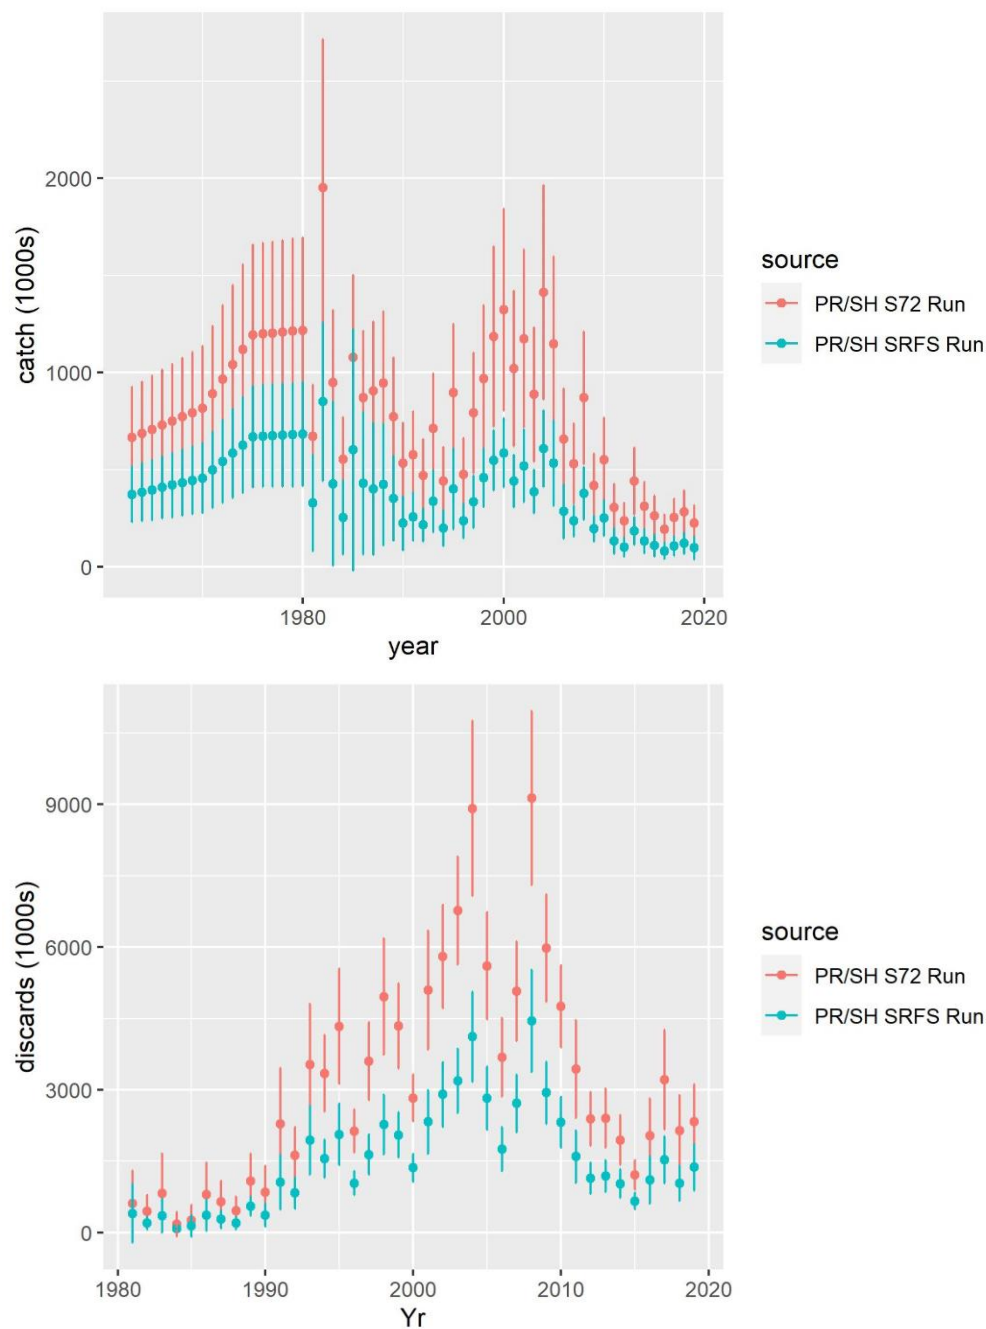 2000
1000
0
catch (1000s)
1980
2000
2020
year
source
PR/SH S72 Run
PR/SH SRFS Run
9000
6000
3000
0
discards (1000s)
1980
1990
2000
2010
2020
Yr
source
PR/SH S72 Run
PR/SH SRFS Run